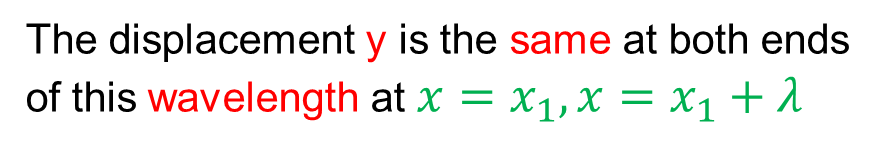 The displacement y is the same at both ends
of this wavelength at x = x₁, x = x₁ + λ